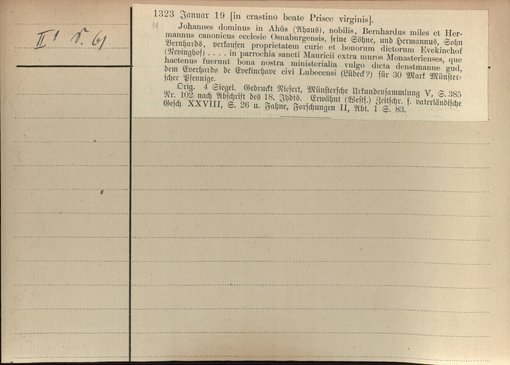 II¹ N. 61
1323 Januar 19 [in crastino beate Prisce virginis].
Johannes dominus in Ahüs (Ahaus), nobilis, Bernhardus miles et Her-
mannus canonicus ecclesie Osnaburgensis, seine Söhne, und Hermannus, Sohn
Bernhards, verkaufen proprietatem curie et bonorum dictorum Evekinchof
(Nevinghof) .... in parrochia sancti Mauricii extra muros Monasterienses, que
hactenus fuerunt bona nostra ministerialia vulgo dicta denstmanne gud,
dem Everhardo de Evekinchave civi Lubecensi (Lübeck?) für 30 Mark Münster-
scher Pfennige.
Orig. 4 Siegel. Gedruckt Niesert, Münstersche Urkundensammlung V, S. 385
Nr. 102 nach Abschrift des 18. Jhdts. Erwähnt (Westf.) Zeitschr. f. vaterländische
Gesch. XXVIII, S. 26 u. Fahne, Forschungen II, Abt. 1 S. 83.